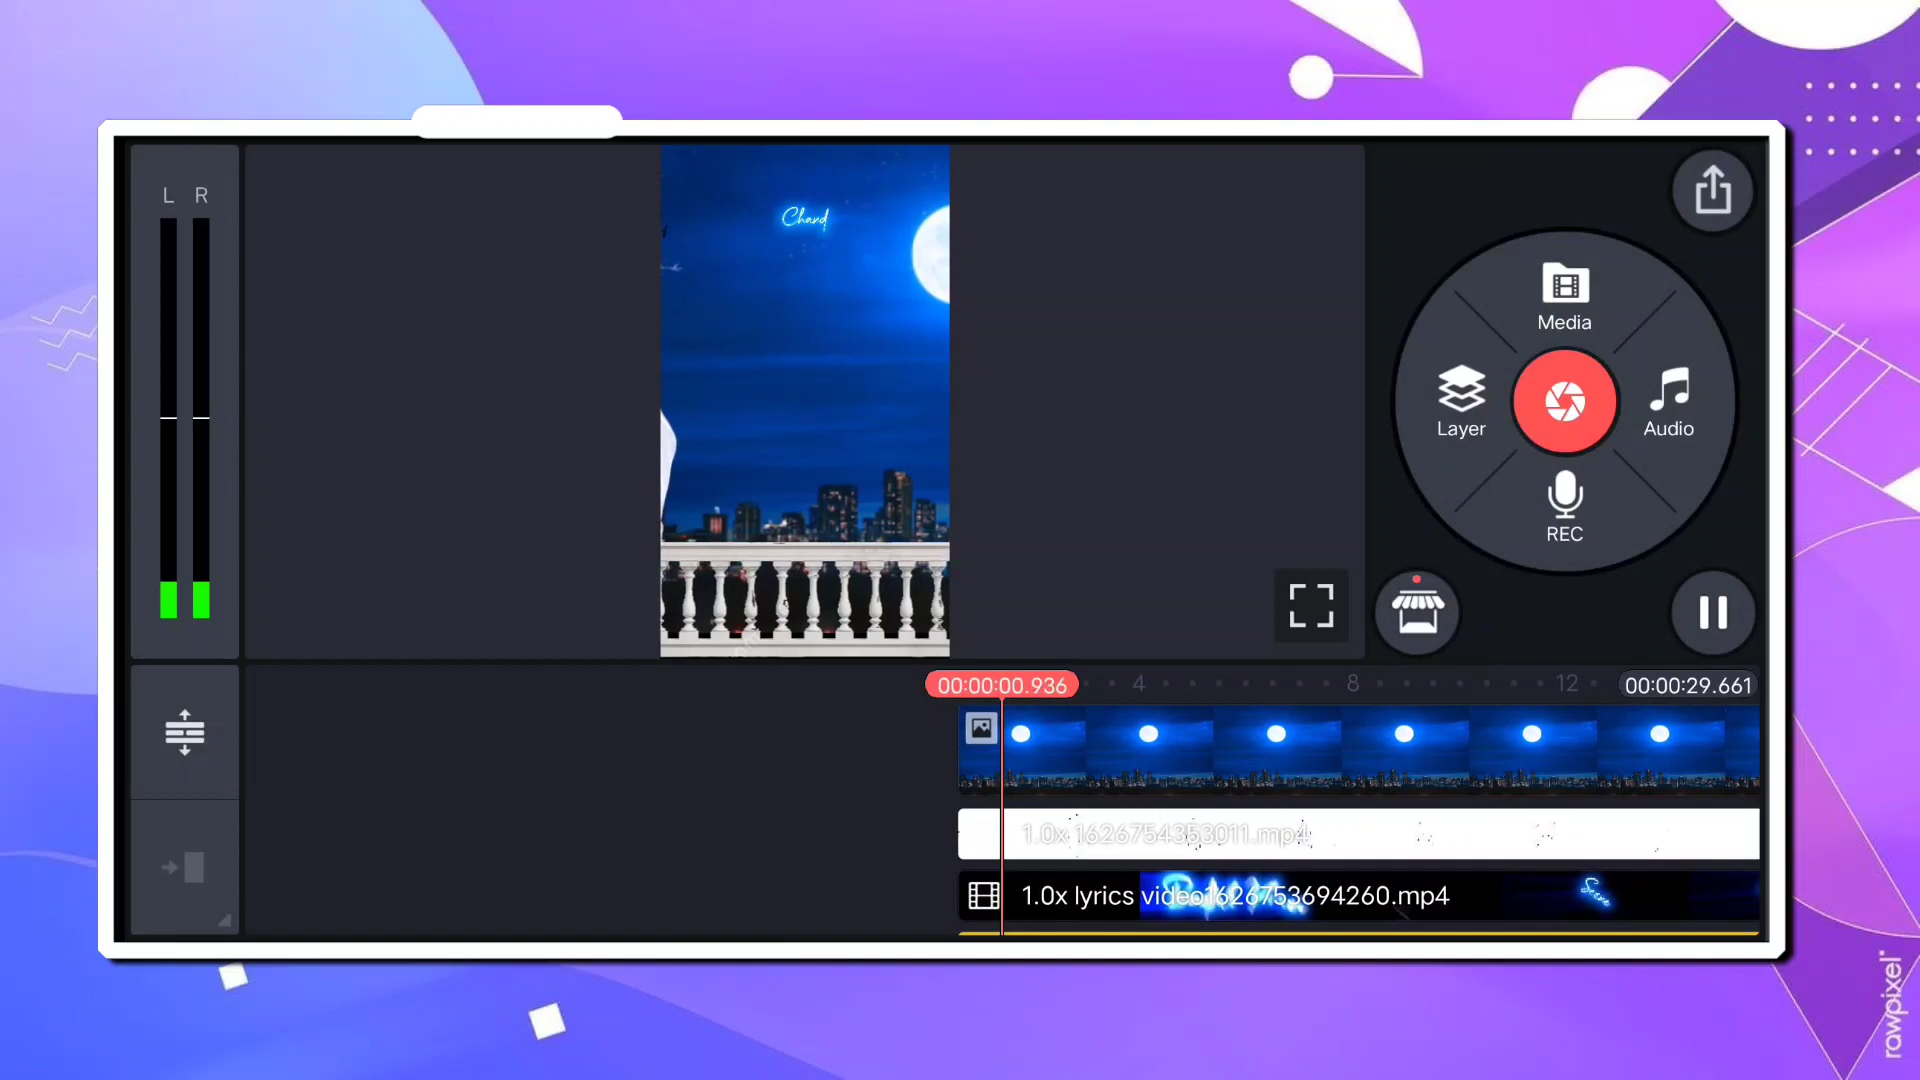 L R
Chand
Media
Layer
Audio
REC
00:00:00.936
4
8
12
00:00:29.661
1.0x 1626754353011.mp4
1.0x lyrics video1626753694260.mp4
rawpixel